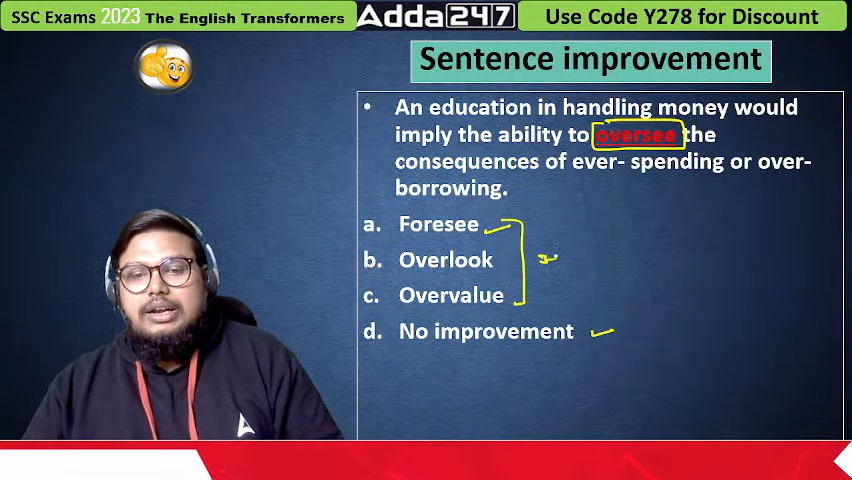 SSC Exams 2023 The English Transformers
Adda247
Use Code Y278 for Discount
Sentence improvement
• An education in handling money would
imply the ability to oversee the
consequences of ever- spending or over-
borrowing.
a. Foresee
b. Overlook
c. Overvalue
d. No improvement